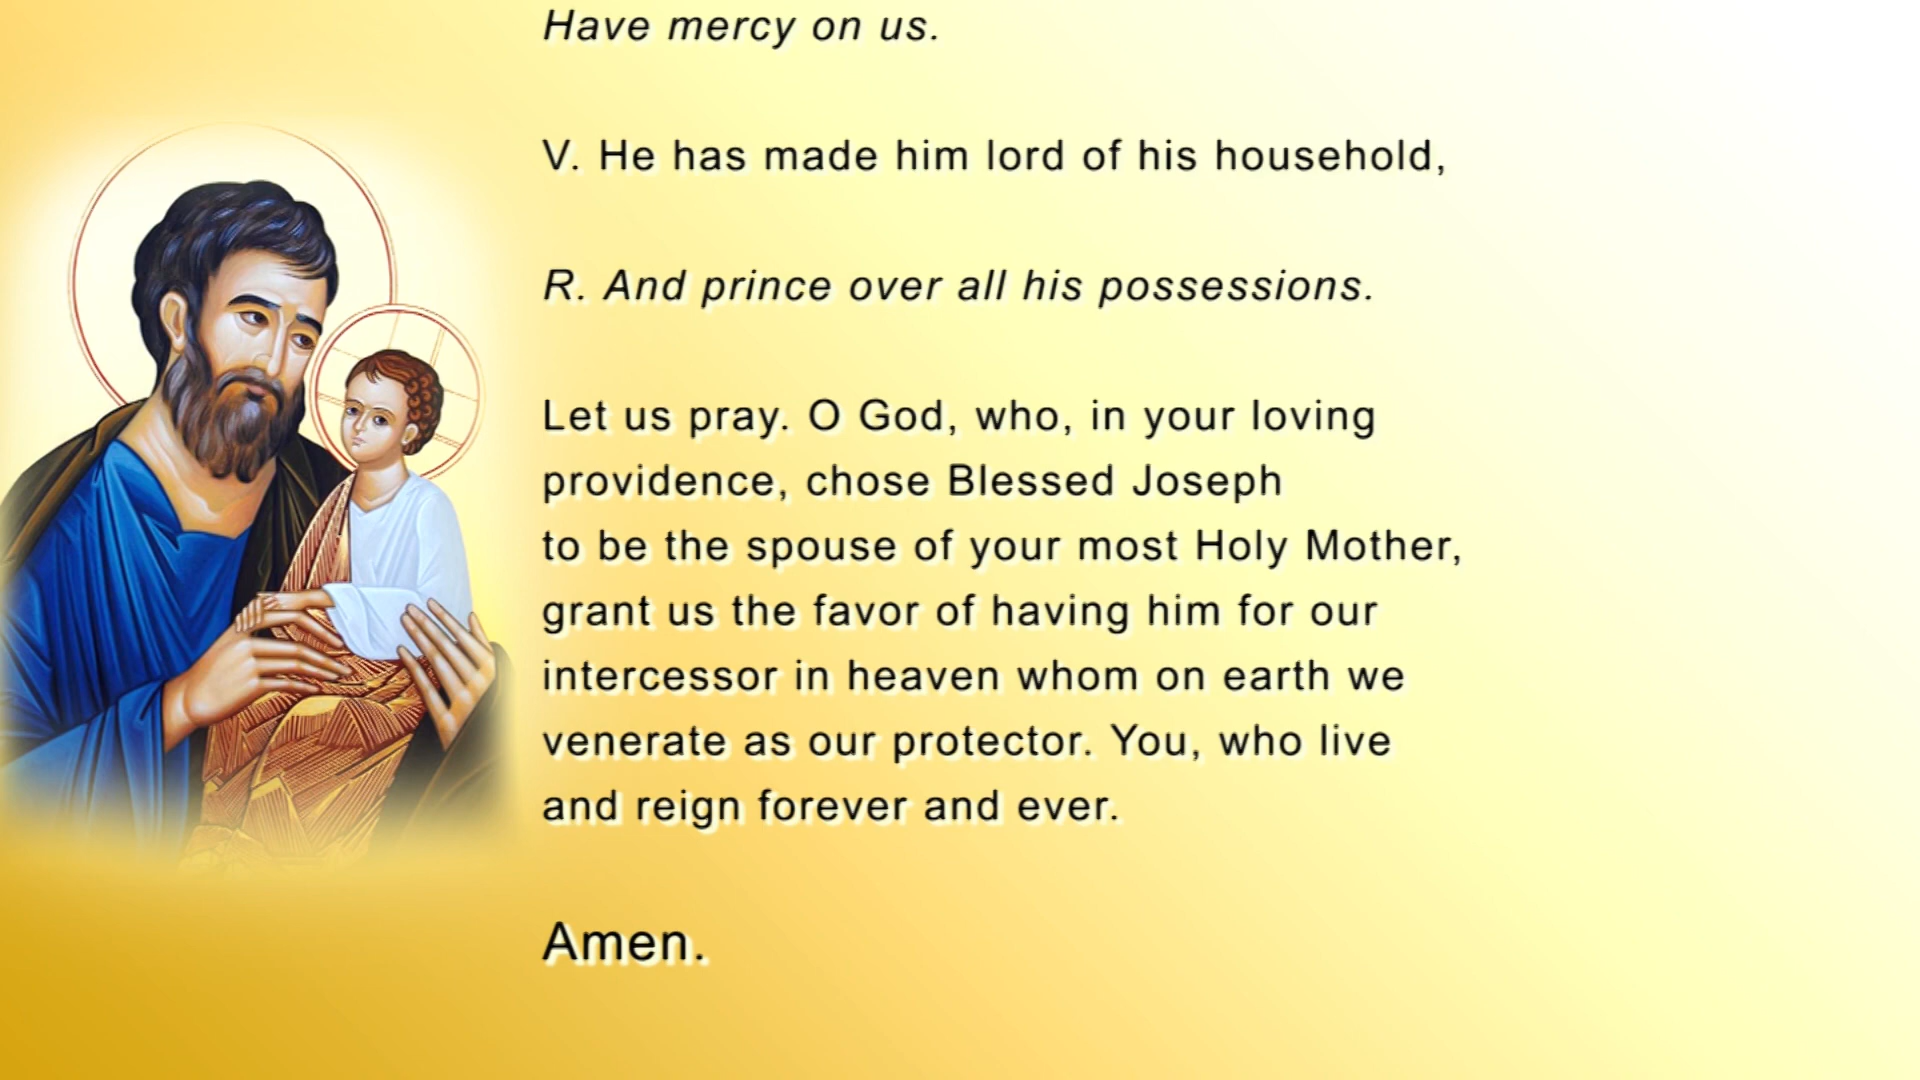 Have mercy on us.
V. He has made him lord of his household,
R. And prince over all his possessions.
Let us pray. O God, who, in your loving
providence, chose Blessed Joseph
to be the spouse of your most Holy Mother,
grant us the favor of having him for our
intercessor in heaven whom on earth we
venerate as our protector. You, who live
and reign forever and ever.
Amen.